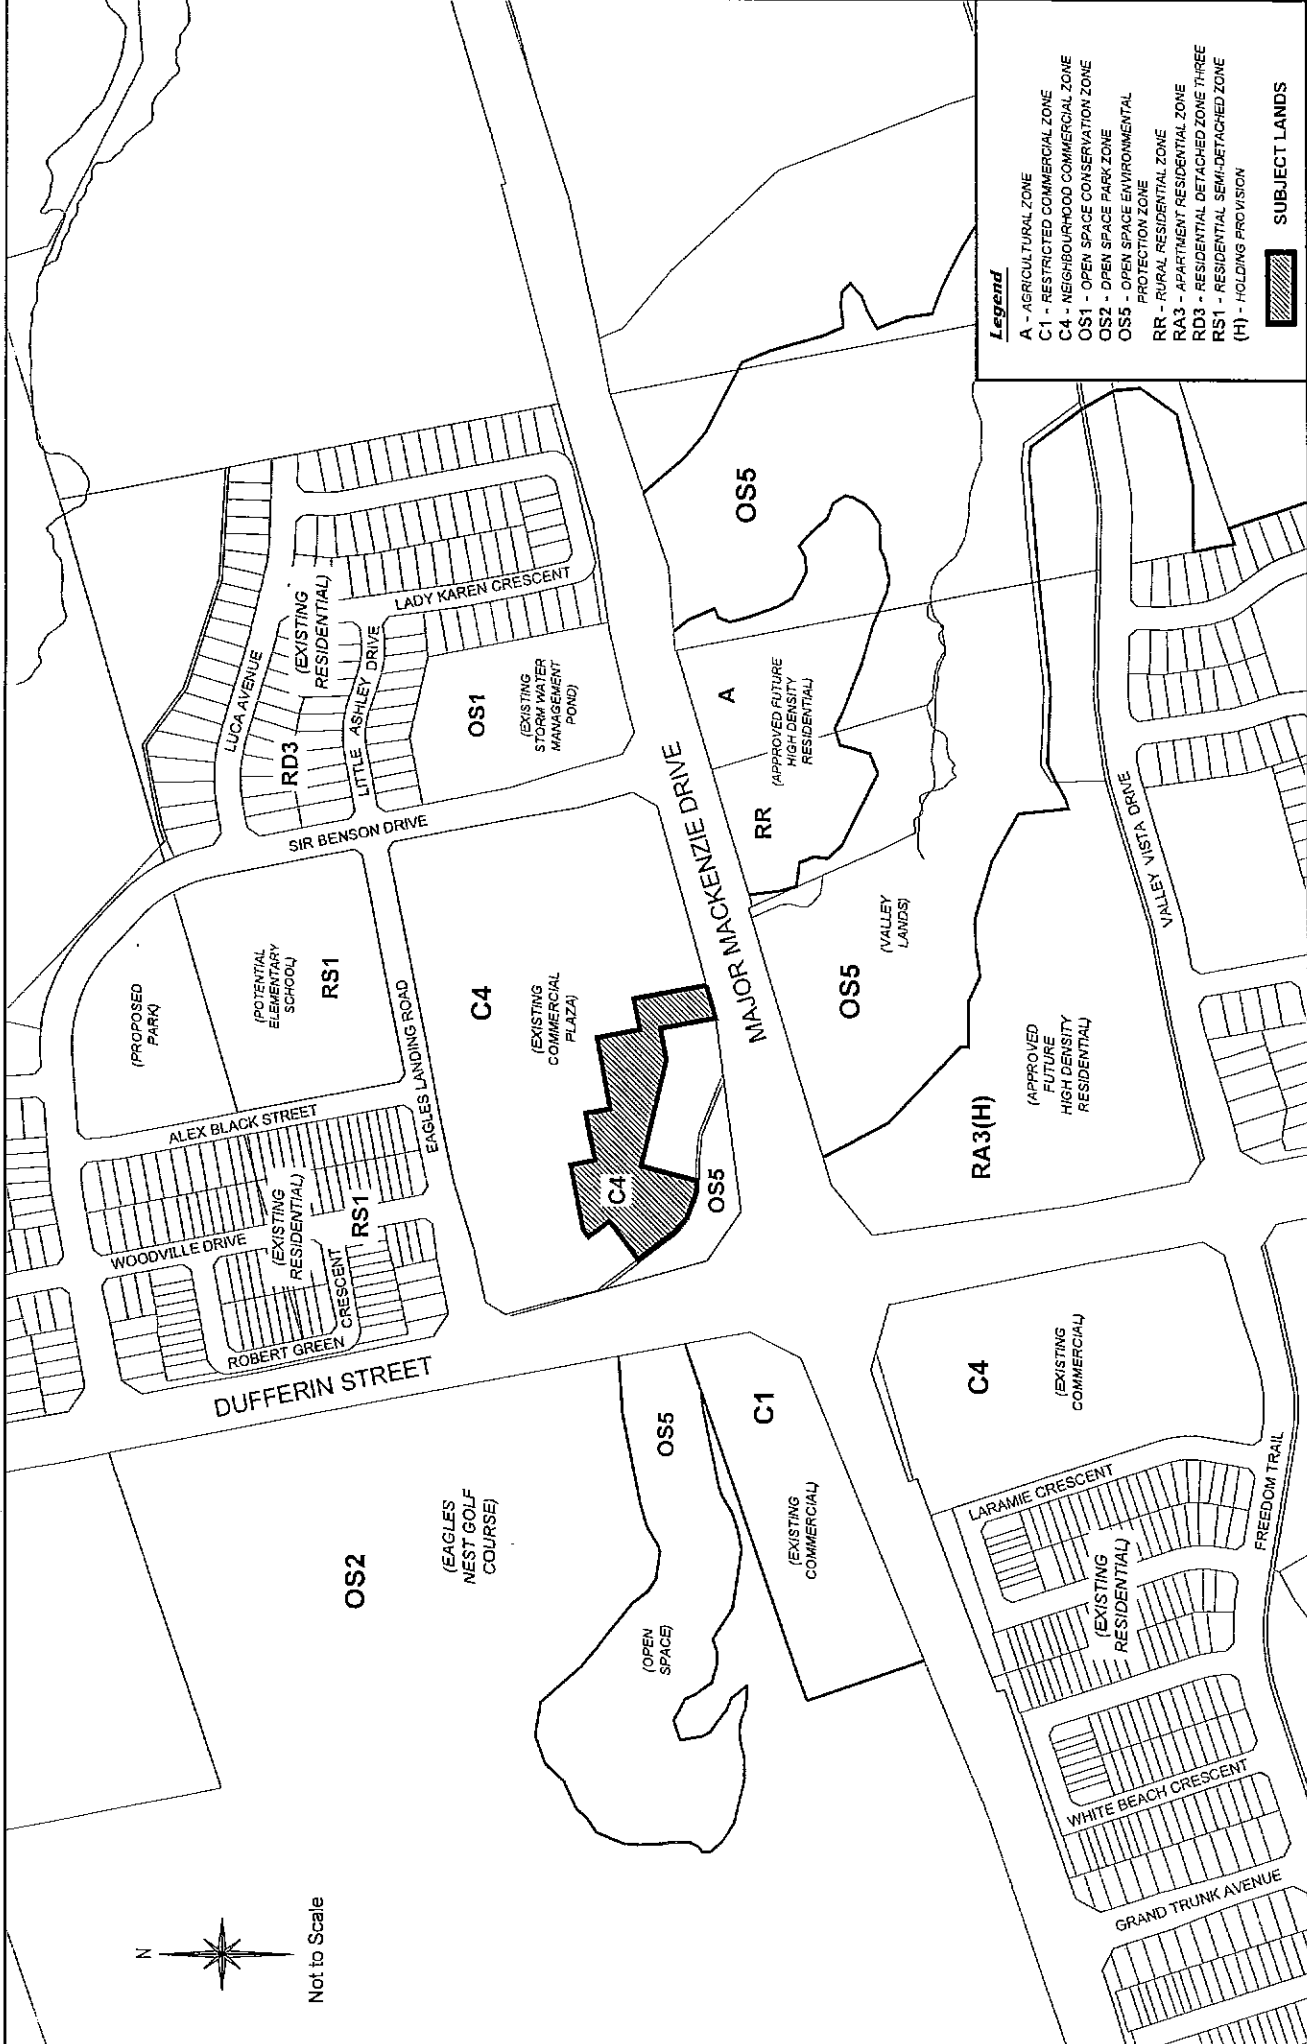 N
Not to Scale
OS2
(EAGLES
NEST GOLF
COURSE)
DUFFERIN STREET
ROBERT GREEN
CRESCENT
WOODVILLE DRIVE
(EXISTING
RESIDENTIAL)
RS1
ALEX BLACK STREET
EAGLES LANDING ROAD
(PROPOSED
PARK)
(POTENTIAL
ELEMENTARY
SCHOOL)
RS1
SIR BENSON DRIVE
LUCA AVENUE
RD3
(EXISTING
RESIDENTIAL)
LITTLE ASHLEY DRIVE
LADY KAREN CRESCENT
OS1
(EXISTING
STORM WATER
MANAGEMENT
POND)
C4
(EXISTING
COMMERCIAL
PLAZA)
C4
OS5
MAJOR MACKENZIE DRIVE
OS5
(OPEN
SPACE)
C1
(EXISTING
COMMERCIAL)
OS5
(VALLEY
LANDS)
RR
A
(APPROVED FUTURE
HIGH DENSITY
RESIDENTIAL)
OS5
RA3(H)
(APPROVED
FUTURE
HIGH DENSITY
RESIDENTIAL)
VALLEY VISTA DRIVE
C4
(EXISTING
COMMERCIAL)
LARAMIE CRESCENT
(EXISTING
RESIDENTIAL)
FREEDOM TRAIL
WHITE BEACH CRESCENT
GRAND TRUNK AVENUE
Legend
A - AGRICULTURAL ZONE
C1 - RESTRICTED COMMERCIAL ZONE
C4 - NEIGHBOURHOOD COMMERCIAL ZONE
OS1 - OPEN SPACE CONSERVATION ZONE
OS2 - OPEN SPACE PARK ZONE
OS5 - OPEN SPACE ENVIRONMENTAL
PROTECTION ZONE
RR - RURAL RESIDENTIAL ZONE
RA3 - APARTMENT RESIDENTIAL ZONE
RD3 - RESIDENTIAL DETACHED ZONE THREE
RS1 - RESIDENTIAL SEMI-DETACHED ZONE
(H) - HOLDING PROVISION
SUBJECT LANDS